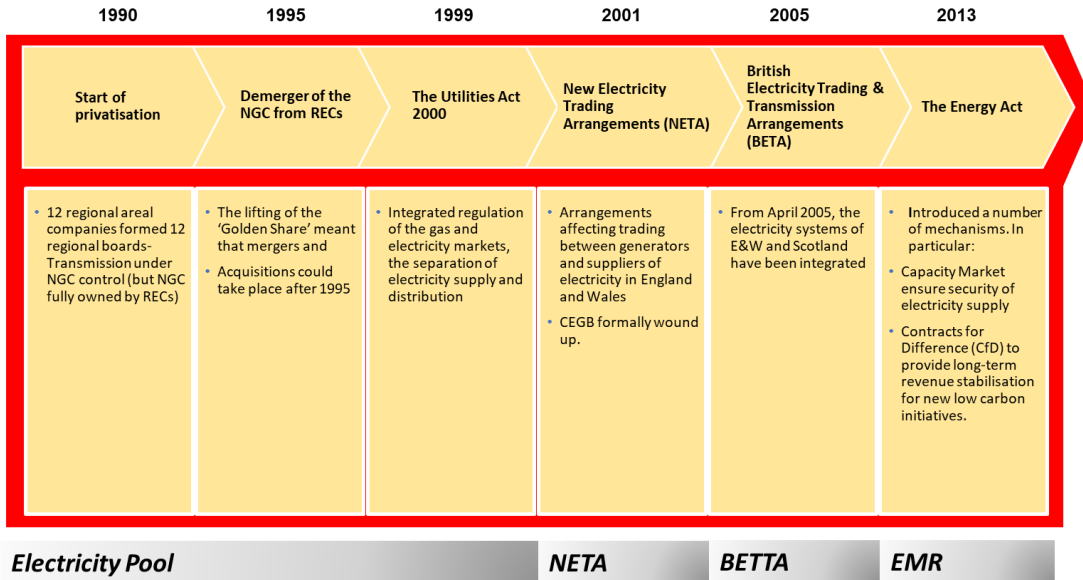 1990
1995
1999
2001
2005
2013
Start of
privatisation
Demerger of the
NGC from RECs
The Utilities Act
2000
New Electricity
Trading
Arrangements (NETA)
British
Electricity Trading &
Transmission
Arrangements
(BETA)
The Energy Act
• 12 regional areal
companies formed 12
regional boards-
Transmission under
NGC control (but NGC
fully owned by RECs)
• The lifting of the
‘Golden Share’ meant
that mergers and
• Acquisitions could
take place after 1995
• Integrated regulation
of the gas and
electricity markets,
the separation of
electricity supply and
distribution
• Arrangements
affecting trading
between generators
and suppliers of
electricity in England
and Wales
• CEGB formally wound
up.
• From April 2005, the
electricity systems of
E&W and Scotland
have been integrated
• Introduced a number
of mechanisms. In
particular:
• Capacity Market
ensure security of
electricity supply
• Contracts for
Difference (CfD) to
provide long-term
revenue stabilisation
for new low carbon
initiatives.
Electricity Pool
NETA
BETTA
EMR